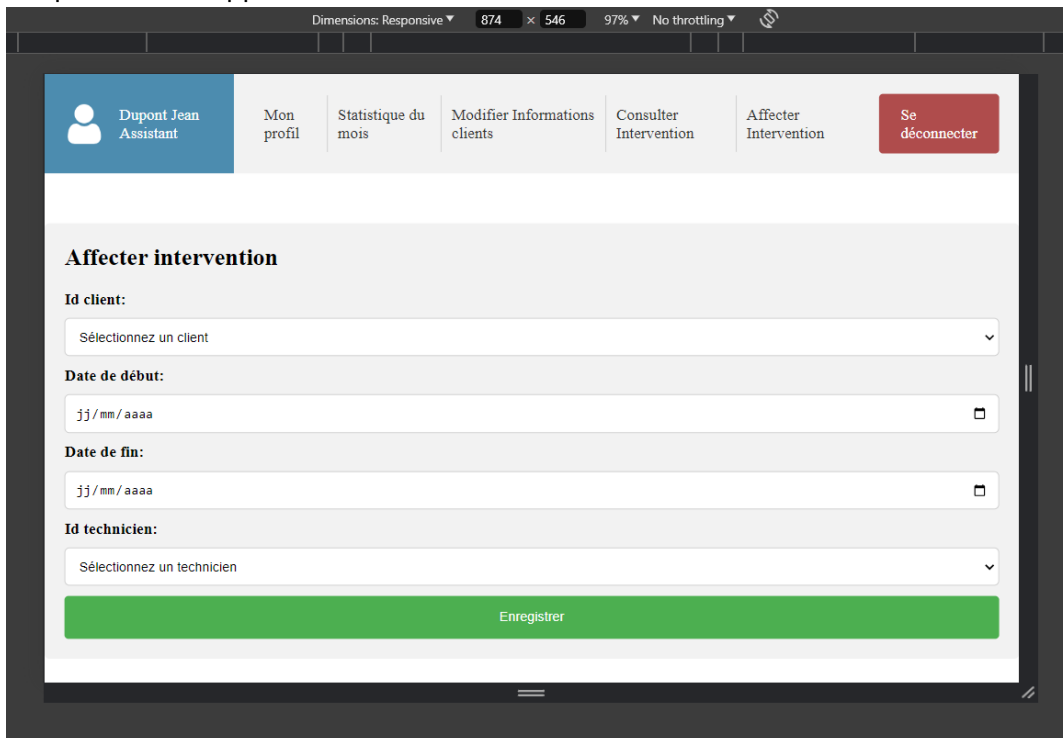 Dimensions: Responsive 874 × 546 97% No throttling
Dupont Jean
Assistant
Mon
profil
Statistique du
mois
Modifier Informations
clients
Consulter
Intervention
Affecter
Intervention
Se
déconnecter
Affecter intervention
Id client:
Sélectionnez un client
Date de début:
jj/mm/aaaa
Date de fin:
jj/mm/aaaa
Id technicien:
Sélectionnez un technicien
Enregistrer